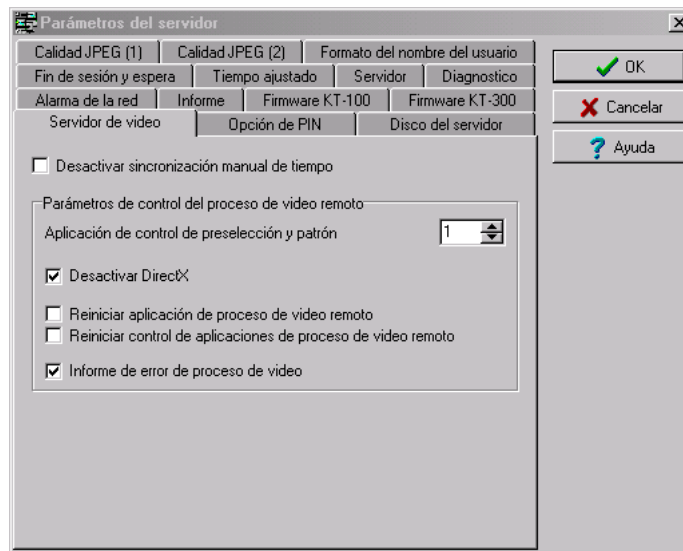 Parámetros del servidor
Calidad JPEG (1) Calidad JPEG (2) Formato del nombre del usuario
Fin de sesión y espera Tiempo ajustado Servidor Diagnostico
Alarma de la red Informe Firmware KT-100 Firmware KT-300
Servidor de video Opción de PIN Disco del servidor
OK
Cancelar
Ayuda
Desactivar sincronización manual de tiempo
Parámetros de control del proceso de video remoto
Aplicación de control de preselección y patrón 1
Desactivar DirectX
Reiniciar aplicación de proceso de video remoto
Reiniciar control de aplicaciones de proceso de video remoto
Informe de error de proceso de video